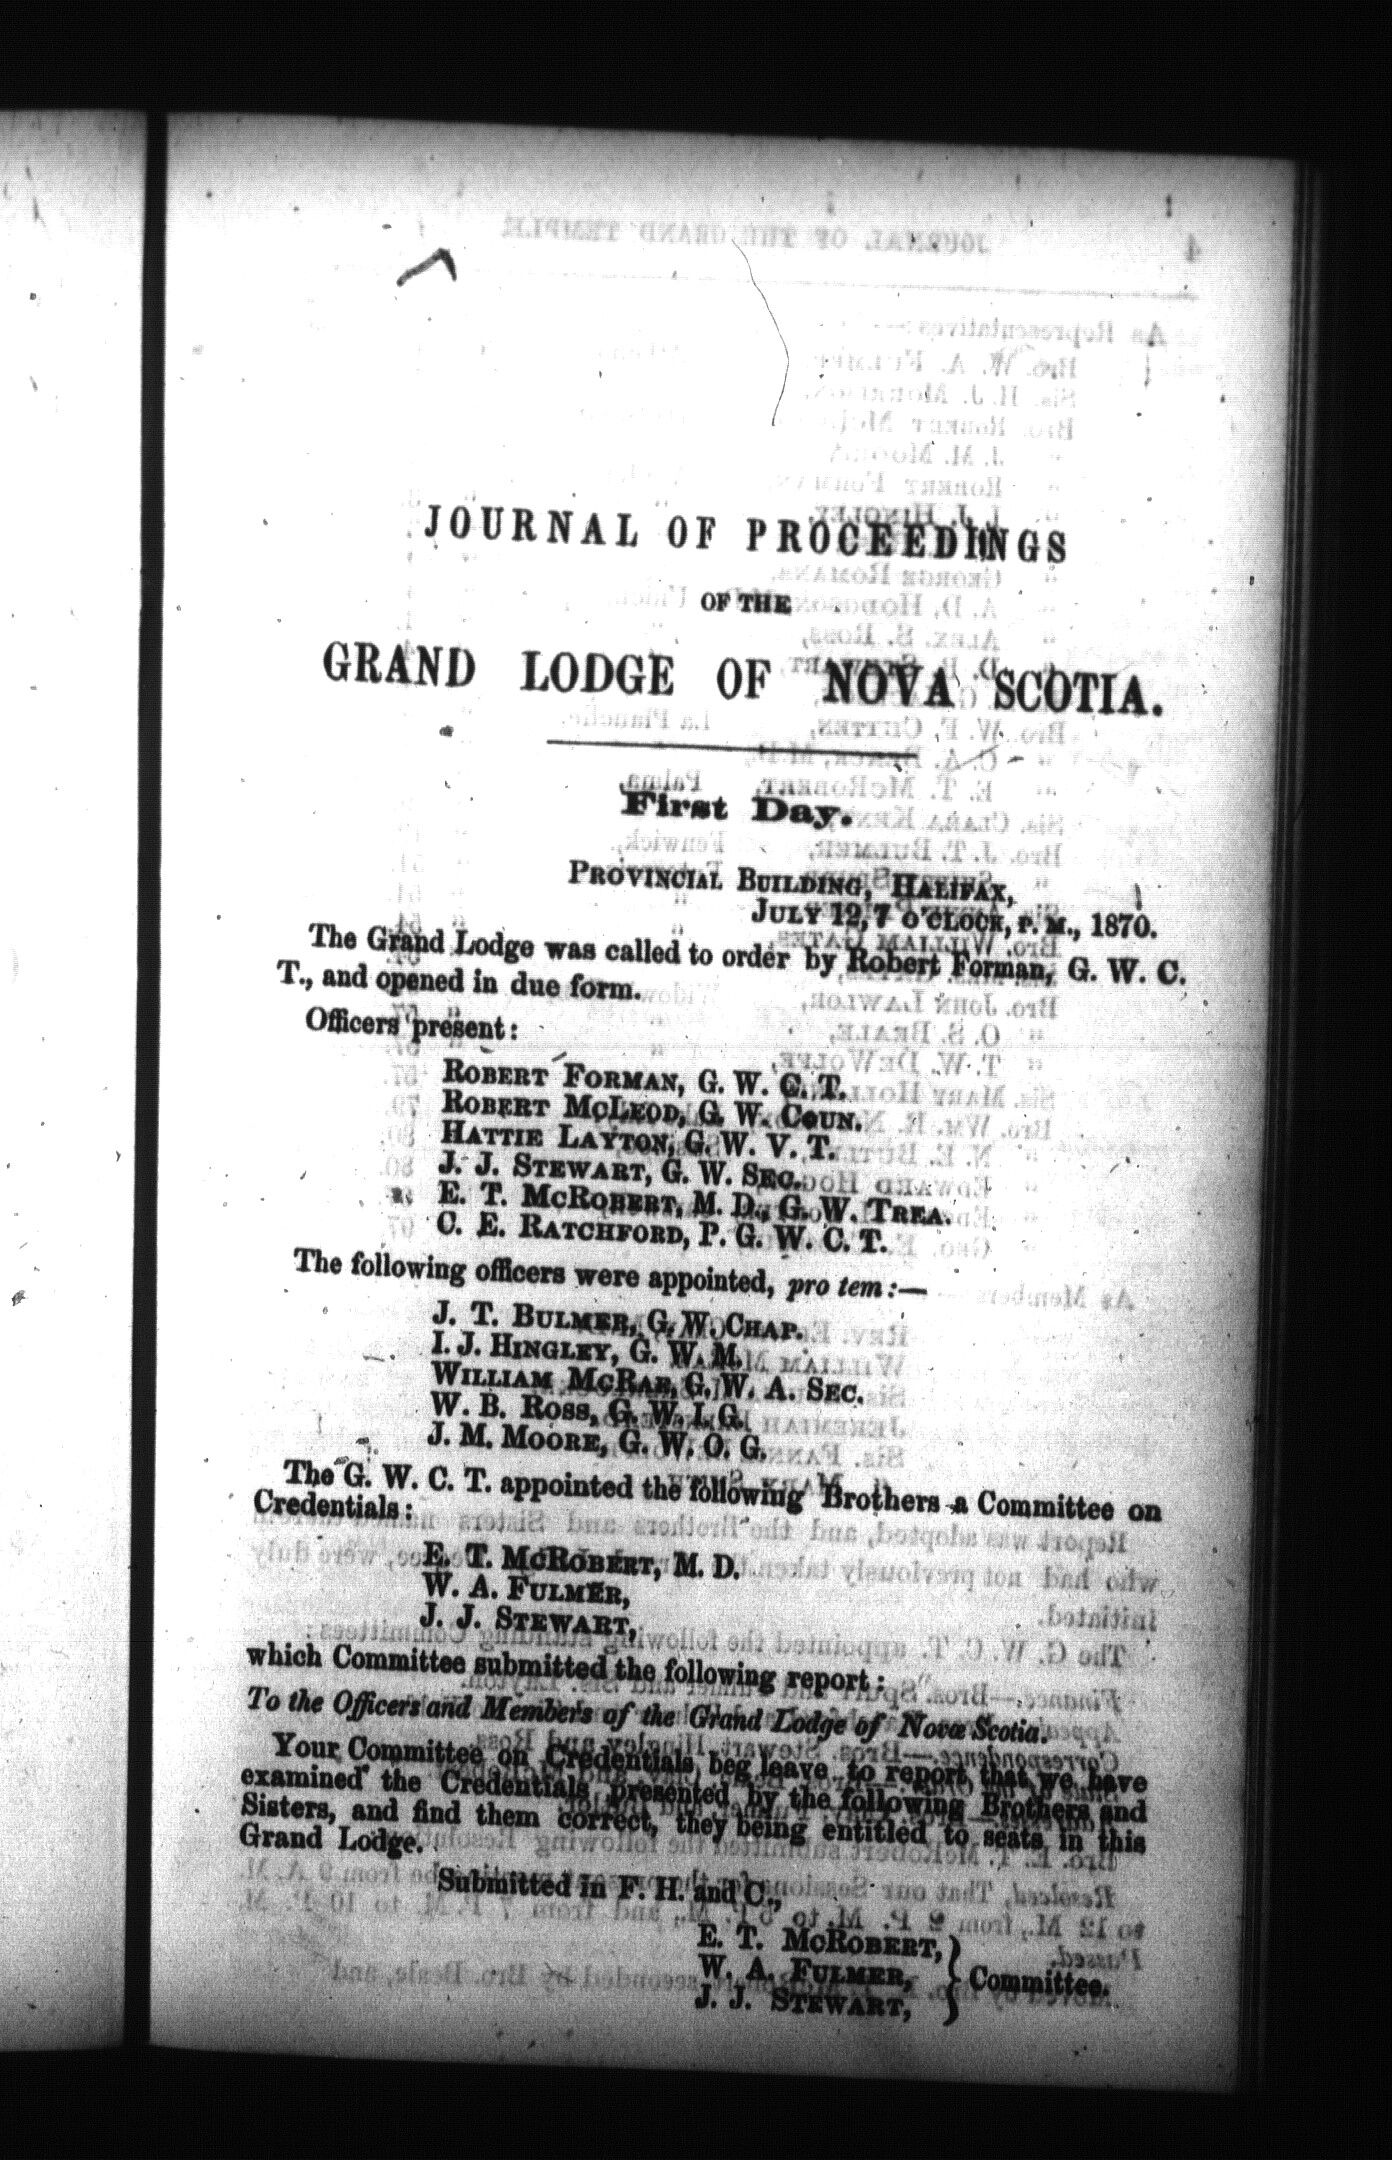 JOURNAL OF PROCEEDINGS
OF THE
GRAND LODGE OF NOVA SCOTIA.
First Day.
PROVINCIAL BUILDING, HALIFAX,
JULY 12, 7 O'CLOCK, P. M., 1870.
The Grand Lodge was called to order by Robert Forman, G. W. C.
T., and opened in due form.
Officers present:
ROBERT FORMAN, G. W. C. T.
ROBERT MCLEOD, G. W. COUN.
HATTIE LAYTON, G. W. V. T.
J. J. STEWART, G. W. SEC.
E. T. MCROBERT, M. D., G. W. TREA.
C. E. RATCHFORD, P. G. W. C. T.
The following officers were appointed, pro tem:—
J. T. BULMER, G. W. CHAP.
I. J. HINGLEY, G. W. M.
WILLIAM MCRAE, G. W. A. SEC.
W. B. ROSS, G. W. I. G.
J. M. MOORE, G. W. O. G.
The G. W. C. T. appointed the following Brothers a Committee on
Credentials:
E. T. MCROBERT, M. D.
W. A. FULMER,
J. J. STEWART,
which Committee submitted the following report:
To the Officers and Members of the Grand Lodge of Novæ Scotia.
Your Committee on Credentials beg leave to report that we have
examined the Credentials presented by the following Brothers and
Sisters, and find them correct, they being entitled to seats in this
Grand Lodge.
Submitted in F. H. and C.,
E. T. MCROBERT,
W. A. FULMER, } Committee.
J. J. STEWART,